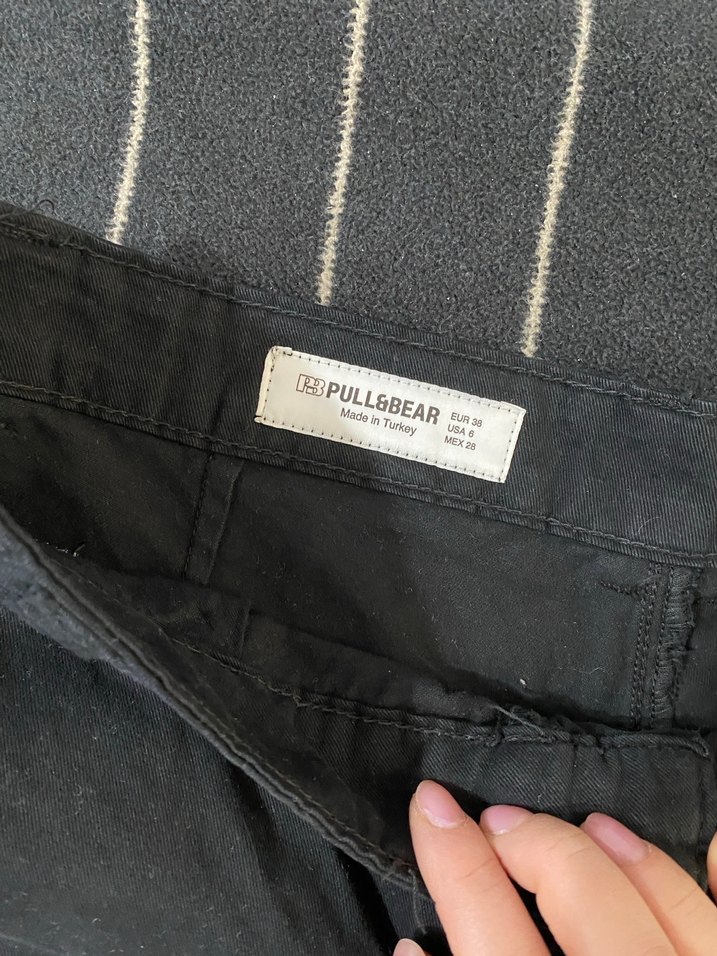 PB PULL&BEAR
Made in Turkey
EUR 38
USA 6
MEX 28